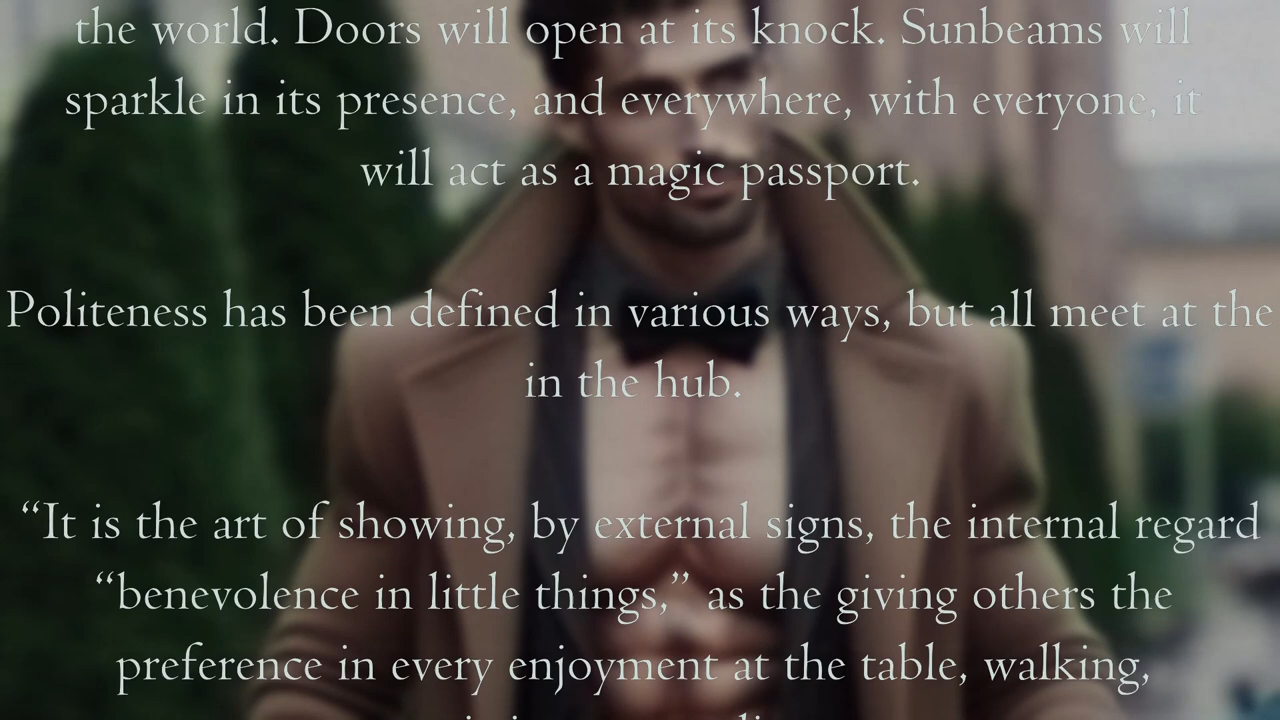 the world. Doors will open at its knock. Sunbeams will
sparkle in its presence, and everywhere, with everyone, it
will act as a magic passport.
Politeness has been defined in various ways, but all meet at the
in the hub.
“It is the art of showing, by external signs, the internal regard
“benevolence in little things,” as the giving others the
preference in every enjoyment at the table, walking,